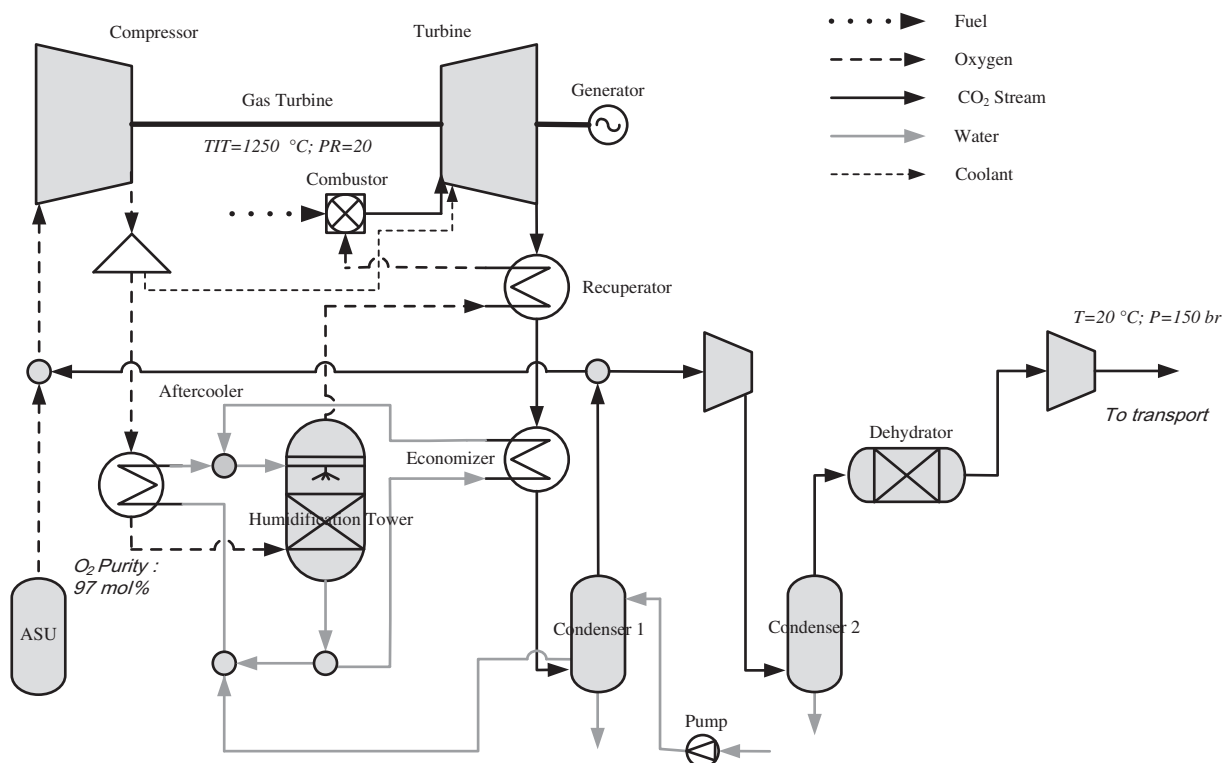 Compressor
Turbine
Fuel
Oxygen
CO₂ Stream
Water
Coolant
Gas Turbine
Generator
TIT=1250 °C; PR=20
Combustor
Recuperator
T=20 °C; P=150 br
To transport
Aftercooler
Economizer
Dehydrator
Humidification Tower
O₂ Purity :
97 mol%
ASU
Condenser 1
Condenser 2
Pump